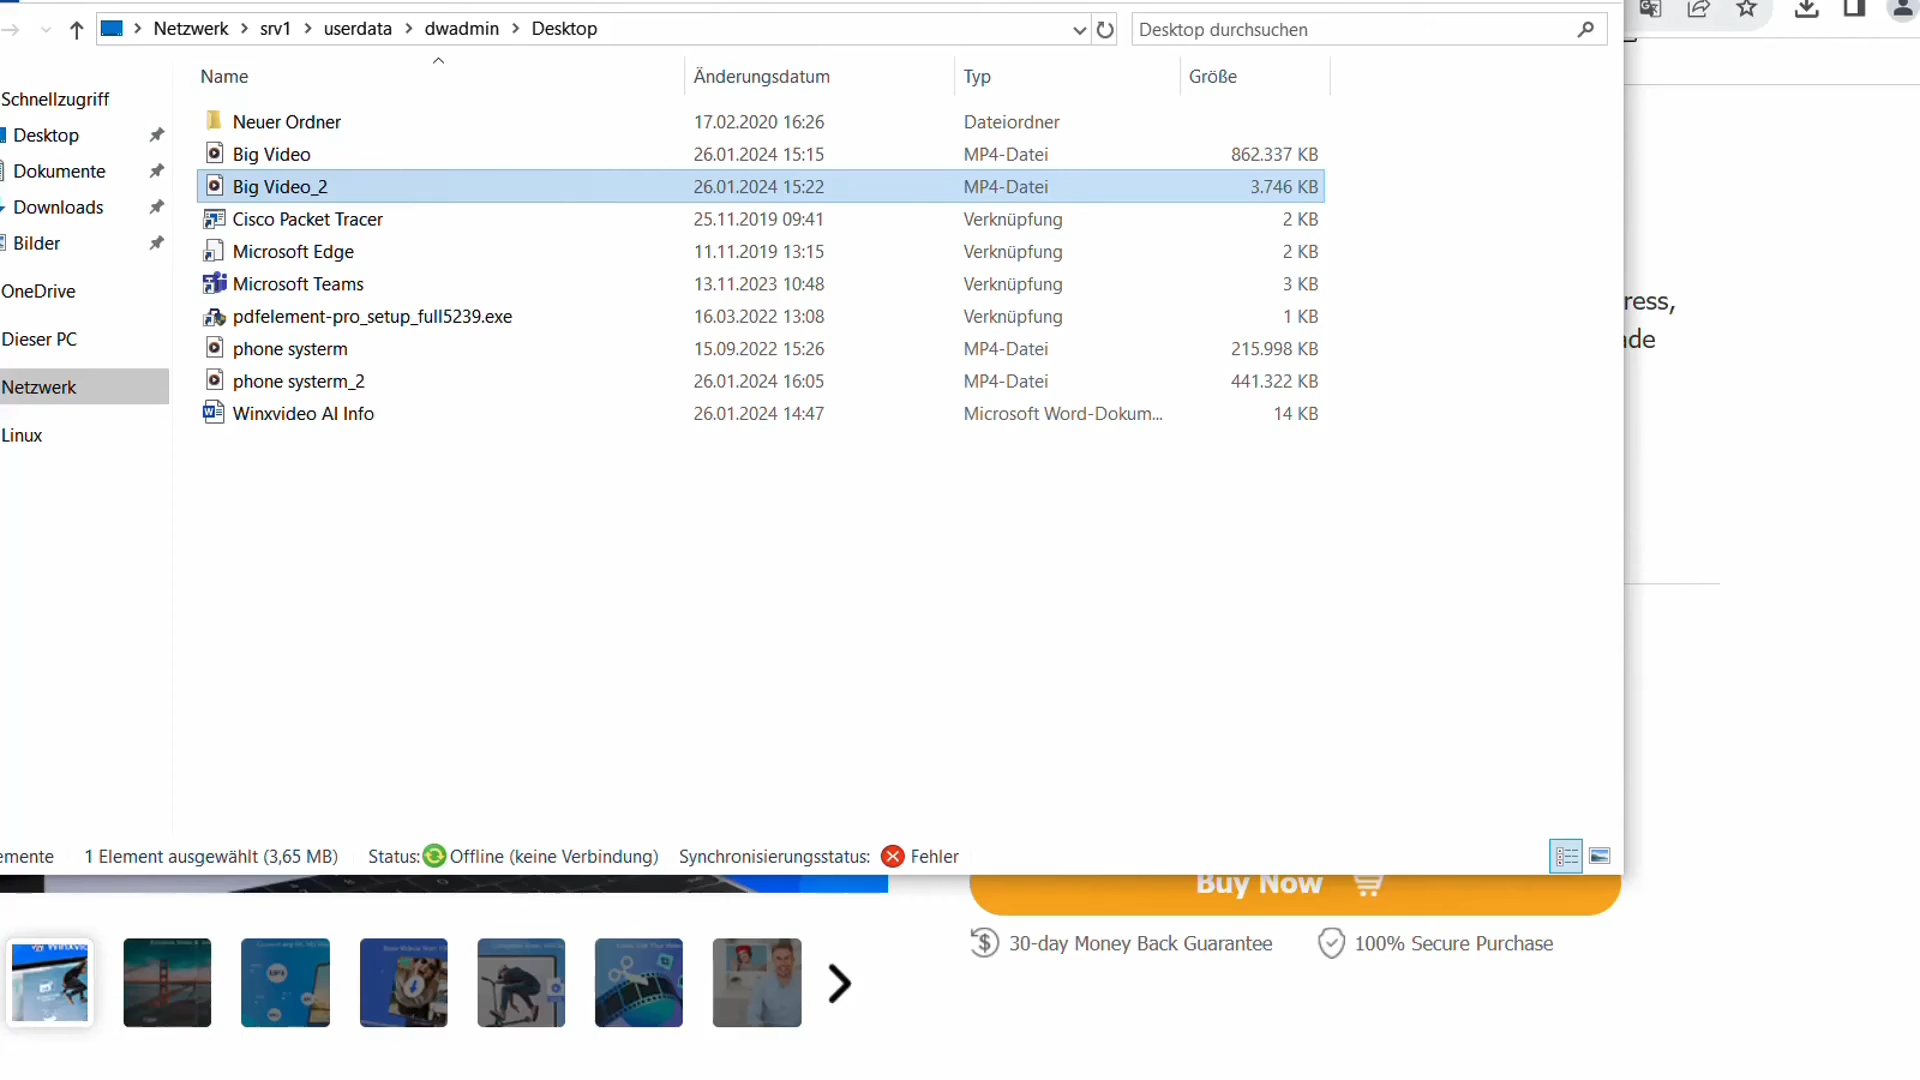 Netzwerk srv1 userdata dwadmin Desktop
Desktop durchsuchen
Name Änderungsdatum Typ Größe
Schnellzugriff
Desktop
Dokumente
Downloads
Bilder
OneDrive
Dieser PC
Netzwerk
Linux
Neuer Ordner 17.02.2020 16:26 Dateiordner
Big Video 26.01.2024 15:15 MP4-Datei 862.337 KB
Big Video_2 26.01.2024 15:22 MP4-Datei 3.746 KB
Cisco Packet Tracer 25.11.2019 09:41 Verknüpfung 2 KB
Microsoft Edge 11.11.2019 13:15 Verknüpfung 2 KB
Microsoft Teams 13.11.2023 10:48 Verknüpfung 3 KB
pdfelement-pro_setup_full5239.exe 16.03.2022 13:08 Verknüpfung 1 KB
phone systerm 15.09.2022 15:26 MP4-Datei 215.998 KB
phone systerm_2 26.01.2024 16:05 MP4-Datei 441.322 KB
Winxvideo AI Info 26.01.2024 14:47 Microsoft Word-Dokum... 14 KB
ress,
ade
emente 1 Element ausgewählt (3,65 MB) Status: Offline (keine Verbindung) Synchronisierungsstatus: Fehler
Buy Now
30-day Money Back Guarantee 100% Secure Purchase